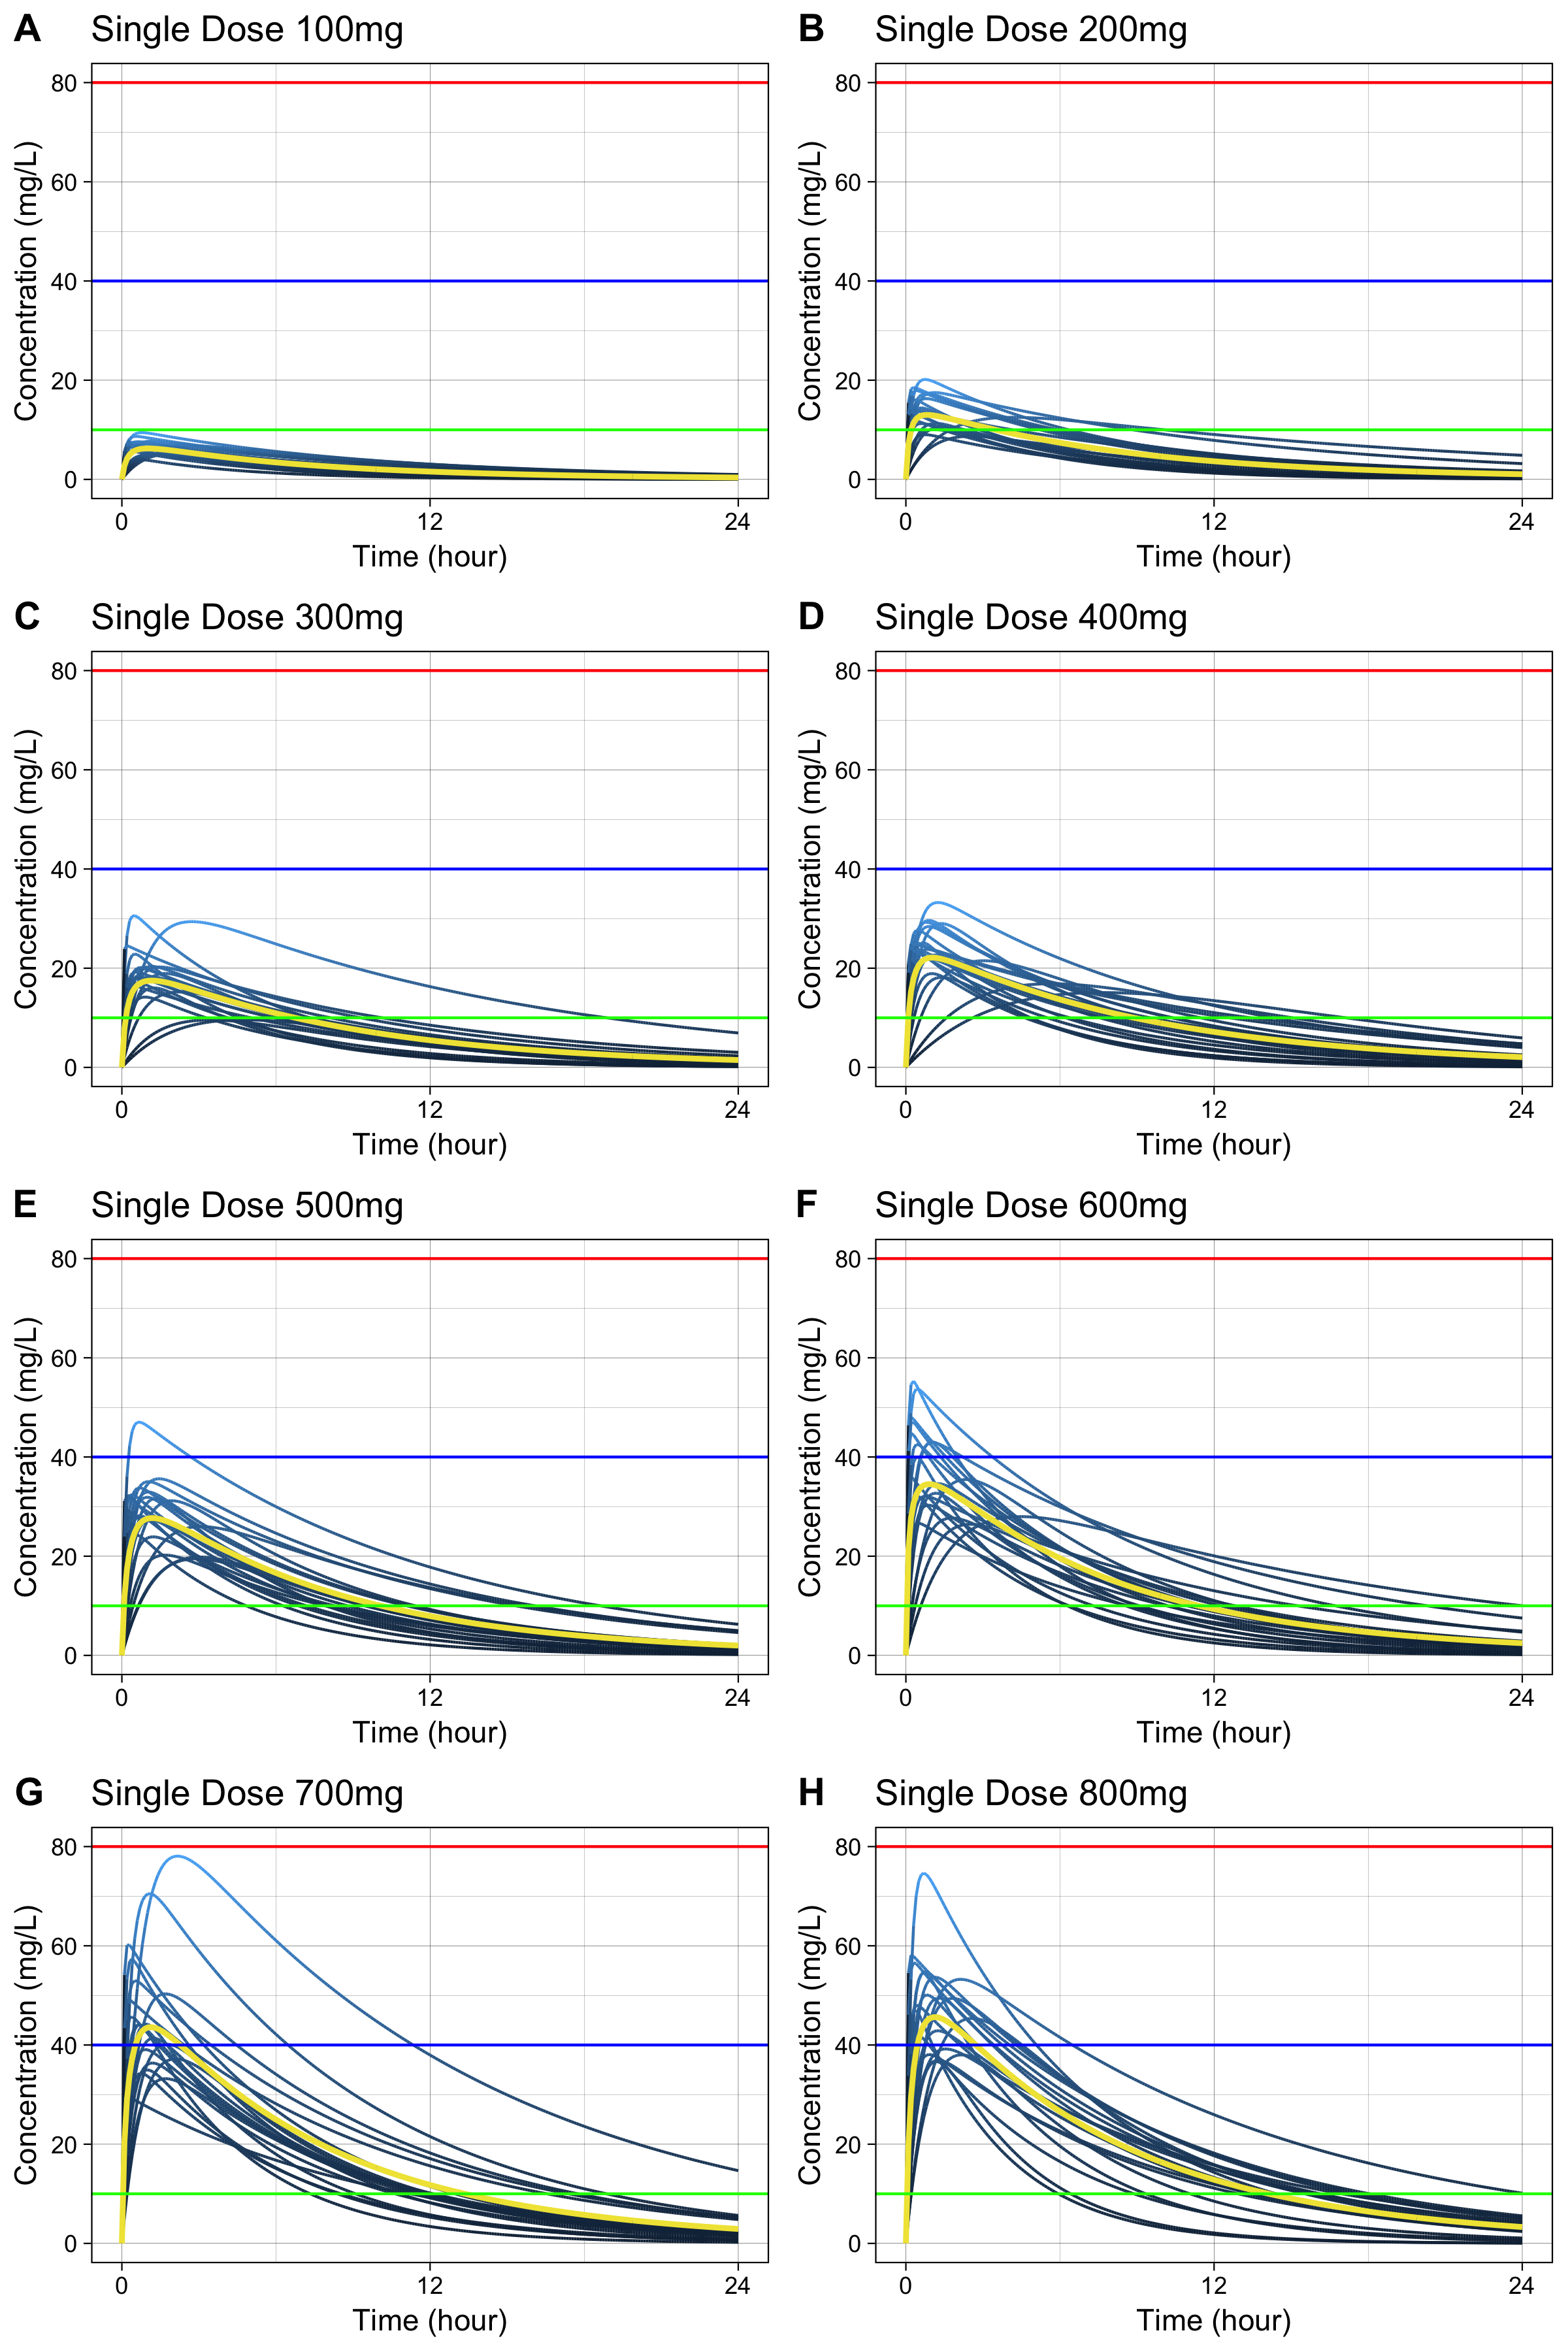 A Single Dose 100mg
Concentration (mg/L)
80
60
40
20
0
0 12 24
Time (hour)
B Single Dose 200mg
Concentration (mg/L)
80
60
40
20
0
0 12 24
Time (hour)
C Single Dose 300mg
Concentration (mg/L)
80
60
40
20
0
0 12 24
Time (hour)
D Single Dose 400mg
Concentration (mg/L)
80
60
40
20
0
0 12 24
Time (hour)
E Single Dose 500mg
Concentration (mg/L)
80
60
40
20
0
0 12 24
Time (hour)
F Single Dose 600mg
Concentration (mg/L)
80
60
40
20
0
0 12 24
Time (hour)
G Single Dose 700mg
Concentration (mg/L)
80
60
40
20
0
0 12 24
Time (hour)
H Single Dose 800mg
Concentration (mg/L)
80
60
40
20
0
0 12 24
Time (hour)